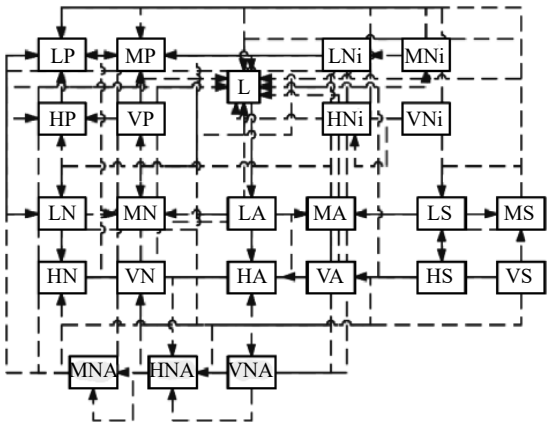 LP MP LNi MNi
L
HP VP HNi VNi
LN MN LA MA LS MS
HN VN HA VA HS VS
MNA HNA VNA